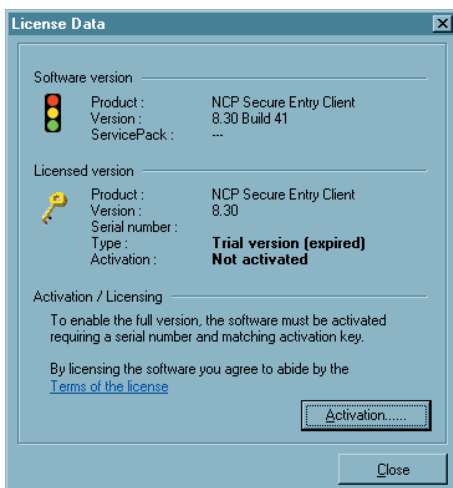 License Data
Software version
Product : NCP Secure Entry Client
Version : 8.30 Build 41
ServicePack : ---
Licensed version
Product : NCP Secure Entry Client
Version : 8.30
Serial number :
Type : Trial version (expired)
Activation : Not activated
Activation / Licensing
To enable the full version, the software must be activated
requiring a serial number and matching activation key.
By licensing the software you agree to abide by the
Terms of the license
Activation......
Close